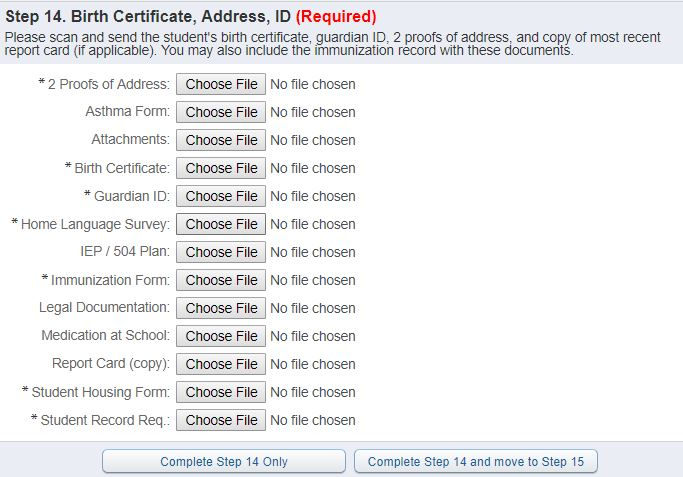 Step 14. Birth Certificate, Address, ID (Required)
Please scan and send the student's birth certificate, guardian ID, 2 proofs of address, and copy of most recent
report card (if applicable). You may also include the immunization record with these documents.
* 2 Proofs of Address: Choose File No file chosen
Asthma Form: Choose File No file chosen
Attachments: Choose File No file chosen
* Birth Certificate: Choose File No file chosen
* Guardian ID: Choose File No file chosen
* Home Language Survey: Choose File No file chosen
IEP / 504 Plan: Choose File No file chosen
* Immunization Form: Choose File No file chosen
Legal Documentation: Choose File No file chosen
Medication at School: Choose File No file chosen
Report Card (copy): Choose File No file chosen
* Student Housing Form: Choose File No file chosen
* Student Record Req.: Choose File No file chosen
Complete Step 14 Only Complete Step 14 and move to Step 15